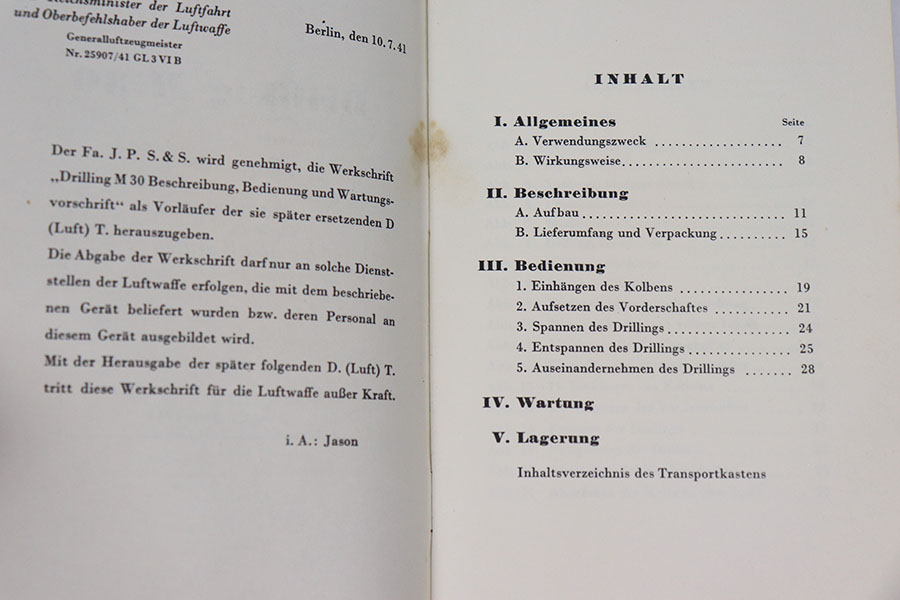 Reichsminister der Luftfahrt
und Oberbefehlshaber der Luftwaffe
Generalluftzeugmeister
Nr. 25907/41 GL 3 VI B
Berlin, den 10. 7. 41
Der Fa. J. P. S. & S. wird genehmigt, die Werkschrift
„Drilling M 30 Beschreibung, Bedienung und Wartungs-
vorschrift“ als Vorläufer der sie später ersetzenden D
(Luft) T. herauszugeben.
Die Abgabe der Werkschrift darf nur an solche Dienst-
stellen der Luftwaffe erfolgen, die mit dem beschriebe-
nen Gerät beliefert wurden bzw. deren Personal an
diesem Gerät ausgebildet wird.
Mit der Herausgabe der später folgenden D. (Luft) T.
tritt diese Werkschrift für die Luftwaffe außer Kraft.
i. A.: Jason
INHALT
I. Allgemeines Seite
A. Verwendungszweck .................. 7
B. Wirkungsweise........................ 8
II. Beschreibung
A. Aufbau ............................. 11
B. Lieferumfang und Verpackung.......... 15
III. Bedienung
1. Einhängen des Kolbens ............... 19
2. Aufsetzen des Vorderschaftes .......... 21
3. Spannen des Drillings ................. 24
4. Entspannen des Drillings .............. 25
5. Auseinandernehmen des Drillings ....... 28
IV. Wartung
V. Lagerung
Inhaltsverzeichnis des Transportkastens